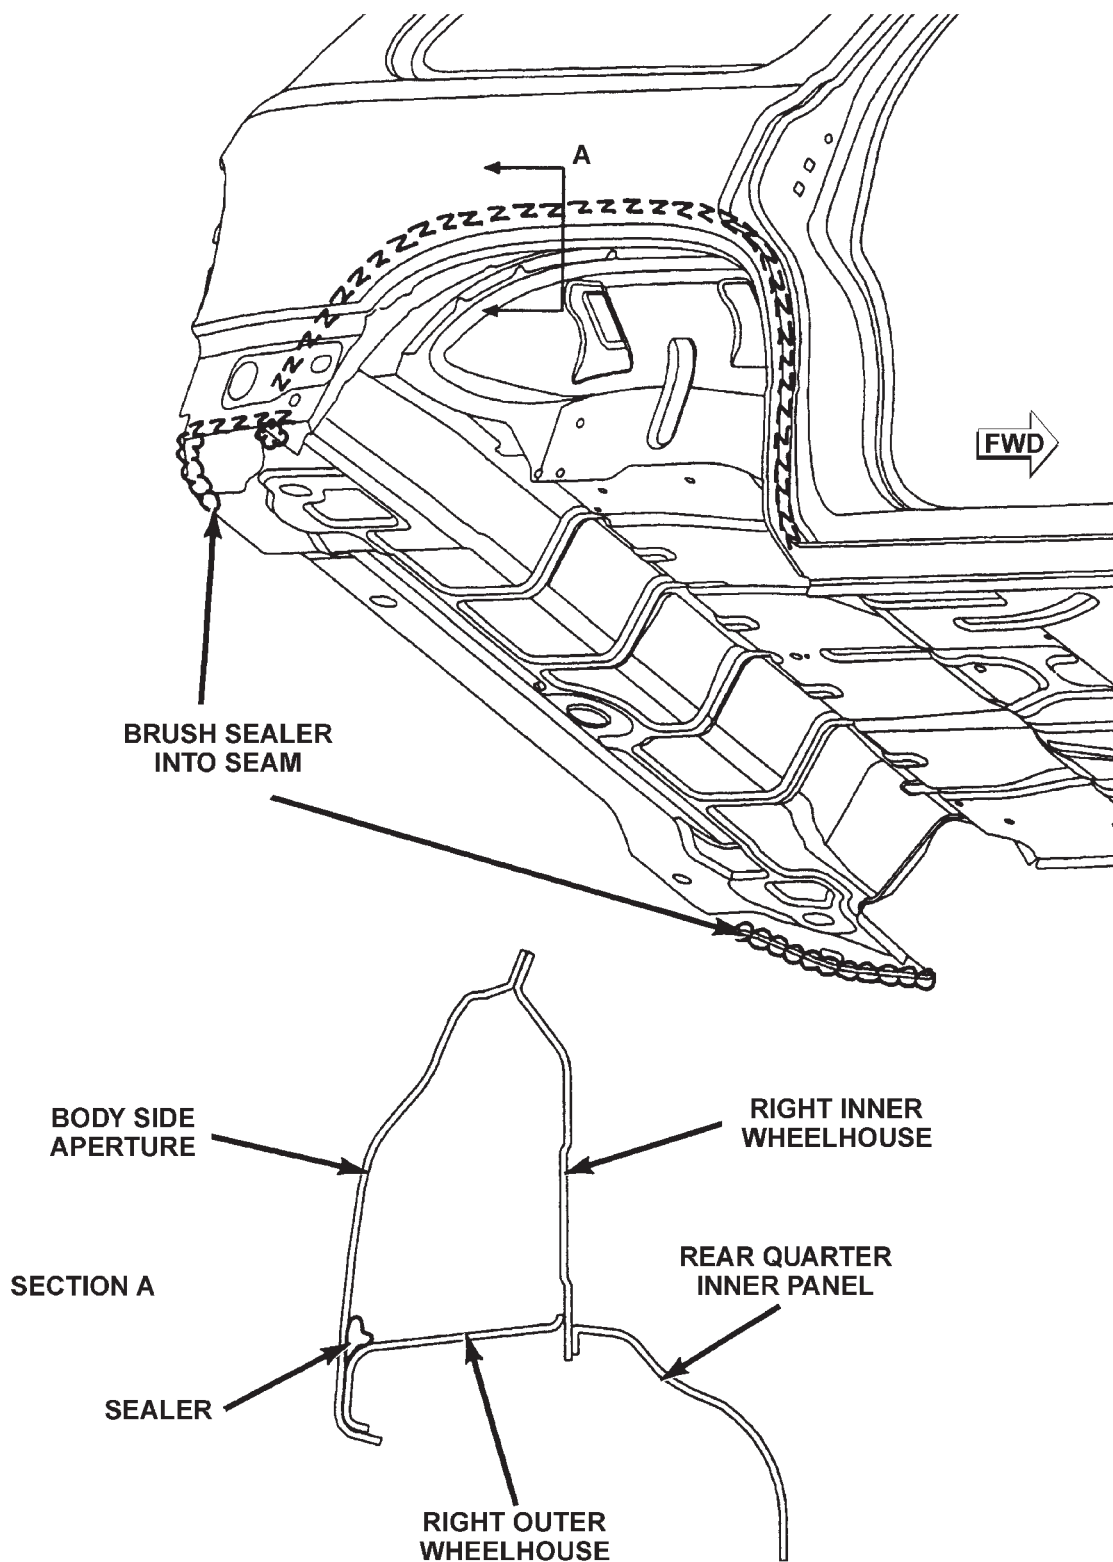 A
FWD
BRUSH SEALER
INTO SEAM
BODY SIDE
APERTURE
RIGHT INNER
WHEELHOUSE
SECTION A
REAR QUARTER
INNER PANEL
SEALER
RIGHT OUTER
WHEELHOUSE